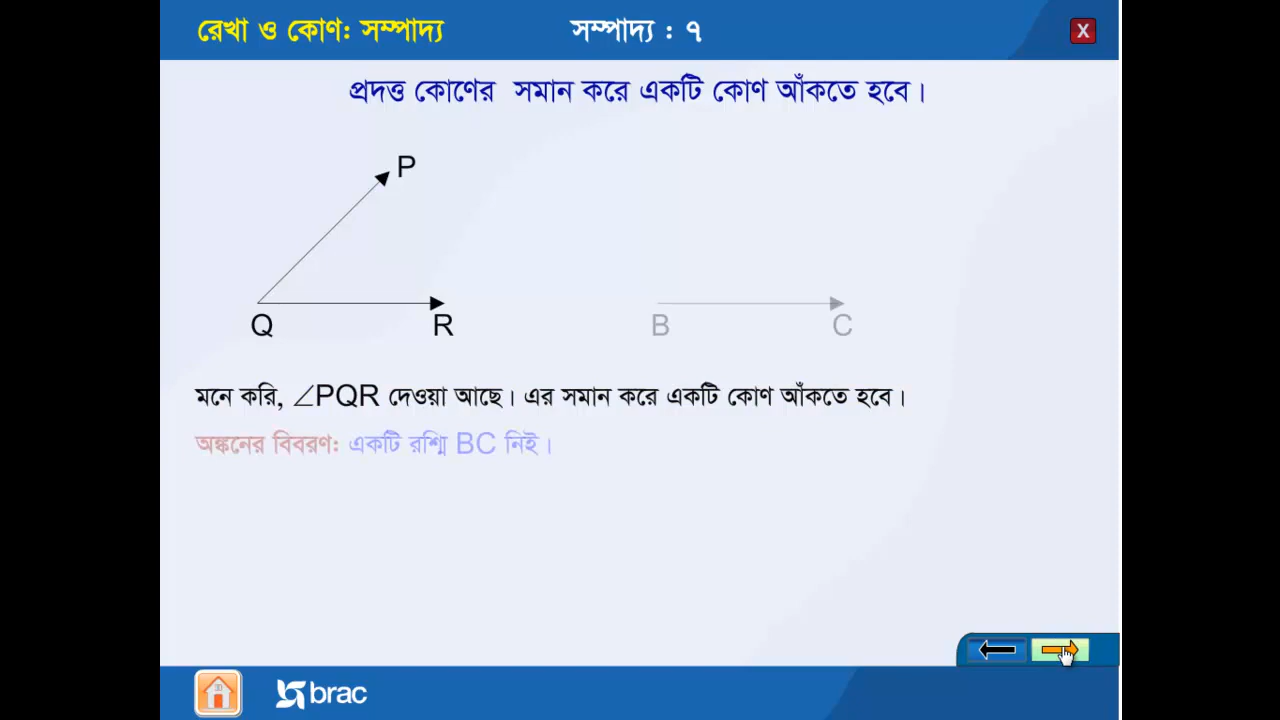 রেখা ও কোণ: সম্পাদ্য সম্পাদ্য : ৭
X
প্রদত্ত কোণের সমান করে একটি কোণ আঁকতে হবে।
P
Q R B C
মনে করি, ∠PQR দেওয়া আছে। এর সমান করে একটি কোণ আঁকতে হবে।
অঙ্কনের বিবরণ: একটি রশ্মি BC নিই।
brac